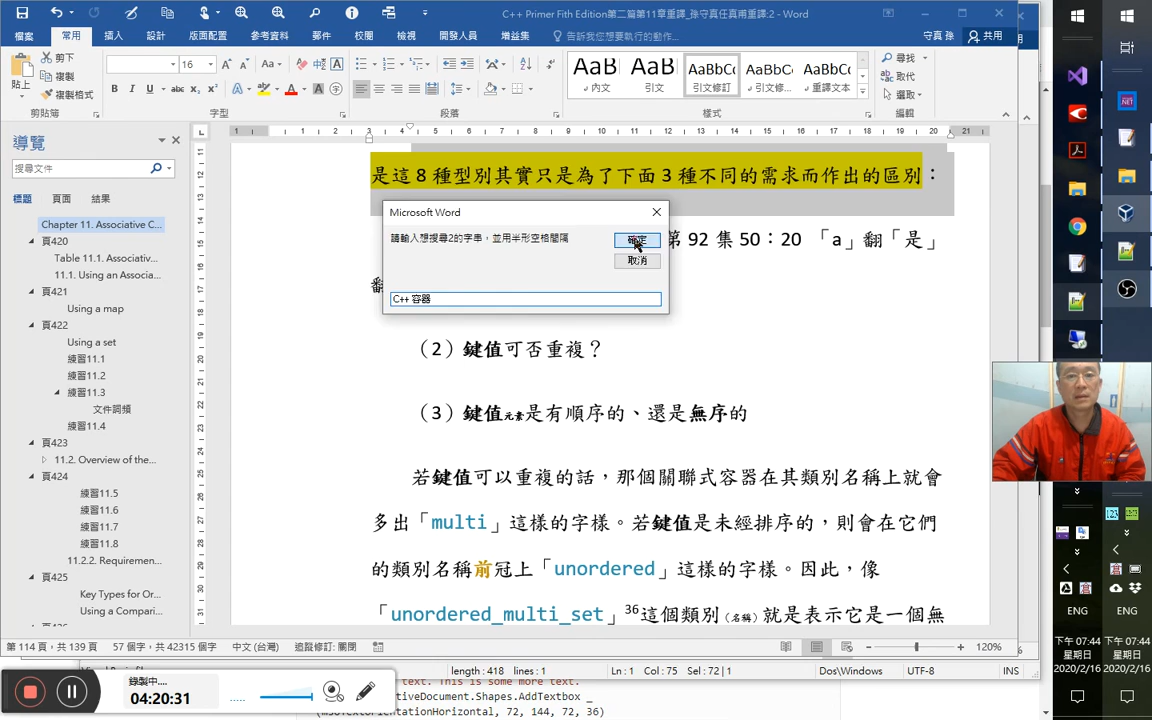 C++ Primer Fith Edition第二篇第11章重譯_孫守真任真甫重譯:2 - Word
檔案 常用 插入 設計 版面配置 參考資料 郵件 校閱 檢視 開發人員 增益集 告訴我您想要執行的動作... 守真 孫 共用
貼上 剪下 複製 複製格式
16
AaB AaB AaBbCc AaBbCc AaBbCc
內文 引文 引文修訂 引文修... 重譯文本
尋找 取代 選取
剪貼簿 字型 段落 樣式 編輯
導覽
搜尋文件
標題 頁面 結果
Chapter 11. Associative C...
頁420
Table 11.1. Associativ...
11.1. Using an Associa...
頁421
Using a map
頁422
Using a set
練習11.1
練習11.2
練習11.3
文件詞頻
練習11.4
頁423
11.2. Overview of the...
頁424
練習11.5
練習11.6
練習11.7
練習11.8
11.2.2. Requiremen...
頁425
Key Types for Or...
Using a Compari...
是這 8 種型別其實只是為了下面 3 種不同的需求而作出的區別：
第 92 集 50：20 「a」翻「是」
翻
Microsoft Word
請輸入想搜尋2的字串，並用半形空格間隔
確定
取消
C++ 容器
（2）鍵值可否重複？
（3）鍵值元素是有順序的、還是無序的
若鍵值可以重複的話，那個關聯式容器在其類別名稱上就會
多出「multi」這樣的字樣。若鍵值是未經排序的，則會在它們
的類別名稱前冠上「unordered」這樣的字樣。因此，像
「unordered_multi_set」36這個類別(名稱)就是表示它是一個無
第 114 頁，共 139 頁 57 個字，共 42315 個字 中文 (台灣) 追蹤修訂: 關閉 120%
length : 418 lines : 1 Ln : 1 Col : 75 Sel : 72 | 1 Dos\Windows UTF-8 INS
錄製中....
04:20:31
text. This is some more text.
tiveDocument.Shapes.AddTextbox _
(msoTextOrientationHorizontal, 72, 144, 72, 36)
ENG ENG
下午 07:44 下午 07:44
星期日 星期日
2020/2/16 2020/2/16